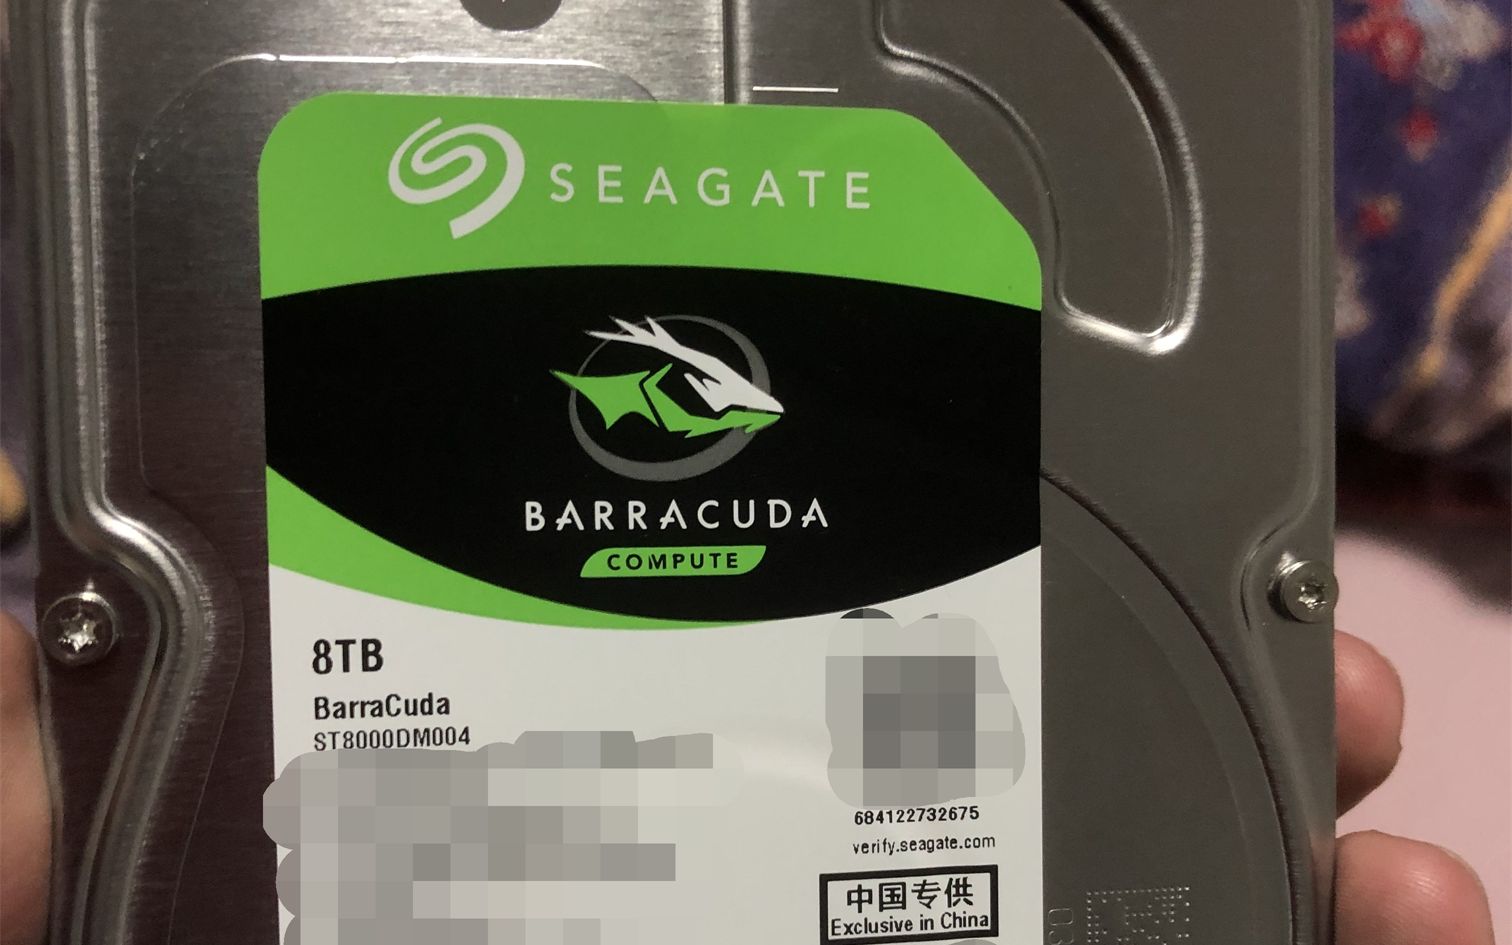 SEAGATE
BARRACUDA
COMPUTE
8TB
BarraCuda
ST8000DM004
684122732675
verify.seagate.com
中国专供
Exclusive in China